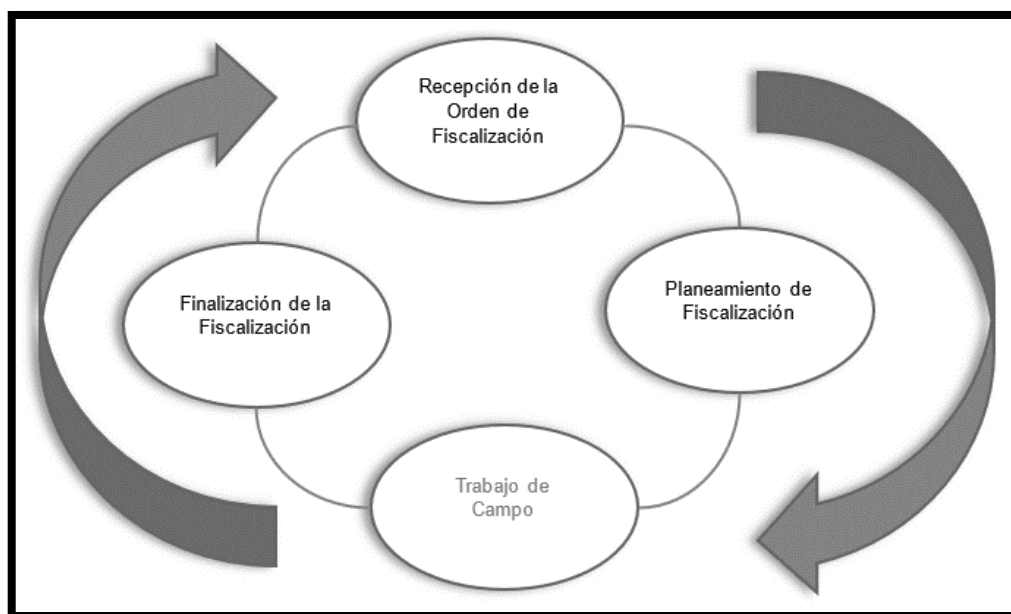 Recepción de la
Orden de
Fiscalización
Planeamiento de
Fiscalización
Trabajo de
Campo
Finalización de la
Fiscalización